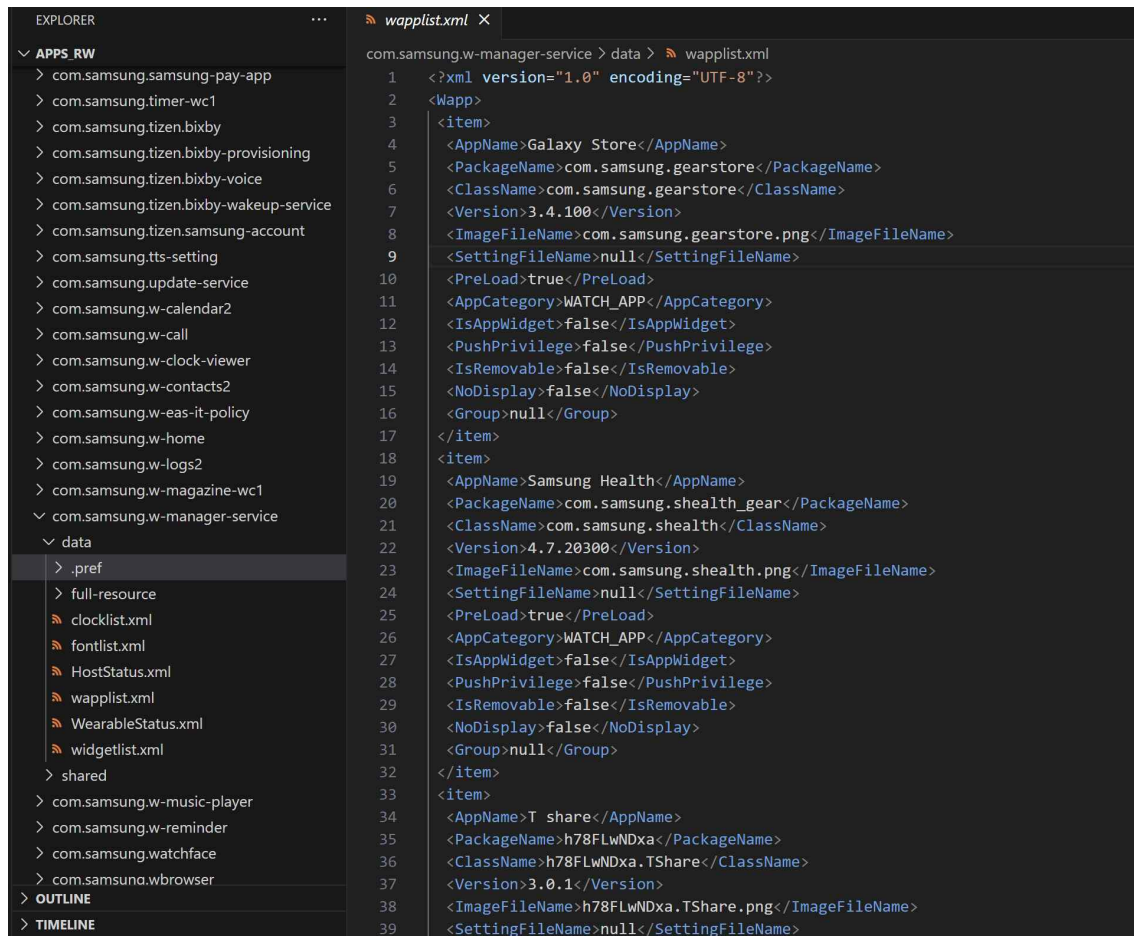 EXPLORER
...
APPS_RW
com.samsung.samsung-pay-app
com.samsung.timer-wc1
com.samsung.tizen.bixby
com.samsung.tizen.bixby-provisioning
com.samsung.tizen.bixby-voice
com.samsung.tizen.bixby-wakeup-service
com.samsung.tizen.samsung-account
com.samsung.tts-setting
com.samsung.update-service
com.samsung.w-calendar2
com.samsung.w-call
com.samsung.w-clock-viewer
com.samsung.w-contacts2
com.samsung.w-eas-it-policy
com.samsung.w-home
com.samsung.w-logs2
com.samsung.w-magazine-wc1
com.samsung.w-manager-service
data
.pref
full-resource
clocklist.xml
fontlist.xml
HostStatus.xml
wapplist.xml
WearableStatus.xml
widgetlist.xml
shared
com.samsung.w-music-player
com.samsung.w-reminder
com.samsung.watchface
com.samsung.wbrowser
OUTLINE
TIMELINE
wapplist.xml
com.samsung.w-manager-service > data > wapplist.xml
1 <?xml version="1.0" encoding="UTF-8"?>
2 <Wapp>
3 <item>
4 <AppName>Galaxy Store</AppName>
5 <PackageName>com.samsung.gearstore</PackageName>
6 <ClassName>com.samsung.gearstore</ClassName>
7 <Version>3.4.100</Version>
8 <ImageFileName>com.samsung.gearstore.png</ImageFileName>
9 <SettingFileName>null</SettingFileName>
10 <PreLoad>true</PreLoad>
11 <AppCategory>WATCH_APP</AppCategory>
12 <IsAppWidget>false</IsAppWidget>
13 <PushPrivilege>false</PushPrivilege>
14 <IsRemovable>false</IsRemovable>
15 <NoDisplay>false</NoDisplay>
16 <Group>null</Group>
17 </item>
18 <item>
19 <AppName>Samsung Health</AppName>
20 <PackageName>com.samsung.shealth_gear</PackageName>
21 <ClassName>com.samsung.shealth</ClassName>
22 <Version>4.7.20300</Version>
23 <ImageFileName>com.samsung.shealth.png</ImageFileName>
24 <SettingFileName>null</SettingFileName>
25 <PreLoad>true</PreLoad>
26 <AppCategory>WATCH_APP</AppCategory>
27 <IsAppWidget>false</IsAppWidget>
28 <PushPrivilege>false</PushPrivilege>
29 <IsRemovable>false</IsRemovable>
30 <NoDisplay>false</NoDisplay>
31 <Group>null</Group>
32 </item>
33 <item>
34 <AppName>T share</AppName>
35 <PackageName>h78FLwNDxa</PackageName>
36 <ClassName>h78FLwNDxa.TShare</ClassName>
37 <Version>3.0.1</Version>
38 <ImageFileName>h78FLwNDxa.TShare.png</ImageFileName>
39 <SettingFileName>null</SettingFileName>